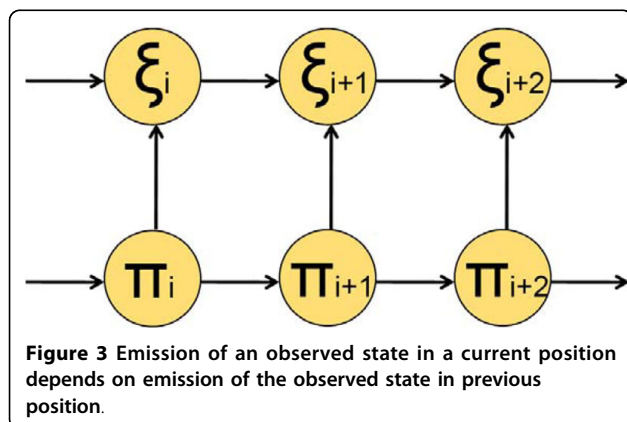 ξi ξi+1 ξi+2
πi πi+1 πi+2
Figure 3 Emission of an observed state in a current position
depends on emission of the observed state in previous
position.